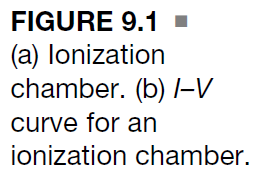 FIGURE 9.1 ■
(a) Ionization
chamber. (b) I–V
curve for an
ionization chamber.